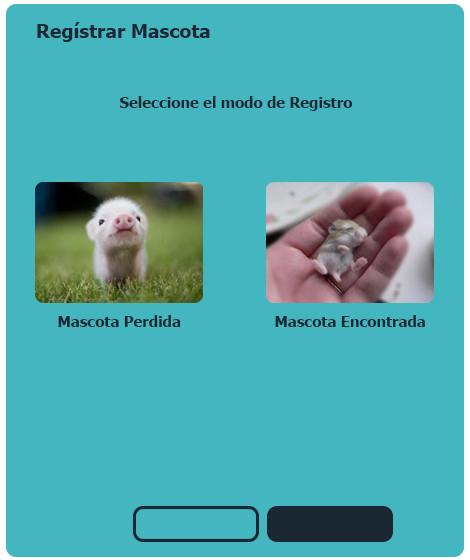 Regístrar Mascota
Seleccione el modo de Registro
Mascota Perdida
Mascota Encontrada